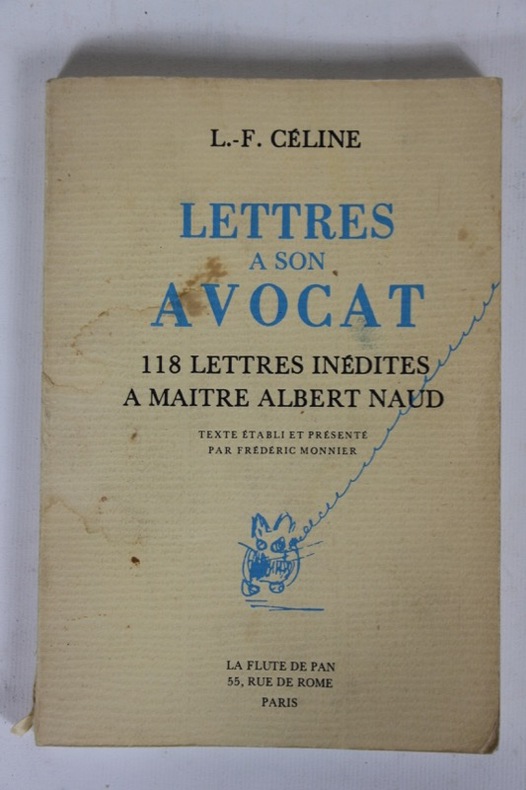 L.-F. CÉLINE
LETTRES
A SON
AVOCAT
118 LETTRES INÉDITES
A MAITRE ALBERT NAUD
TEXTE ÉTABLI ET PRÉSENTÉ
PAR FRÉDÉRIC MONNIER
LA FLUTE DE PAN
55, RUE DE ROME
PARIS